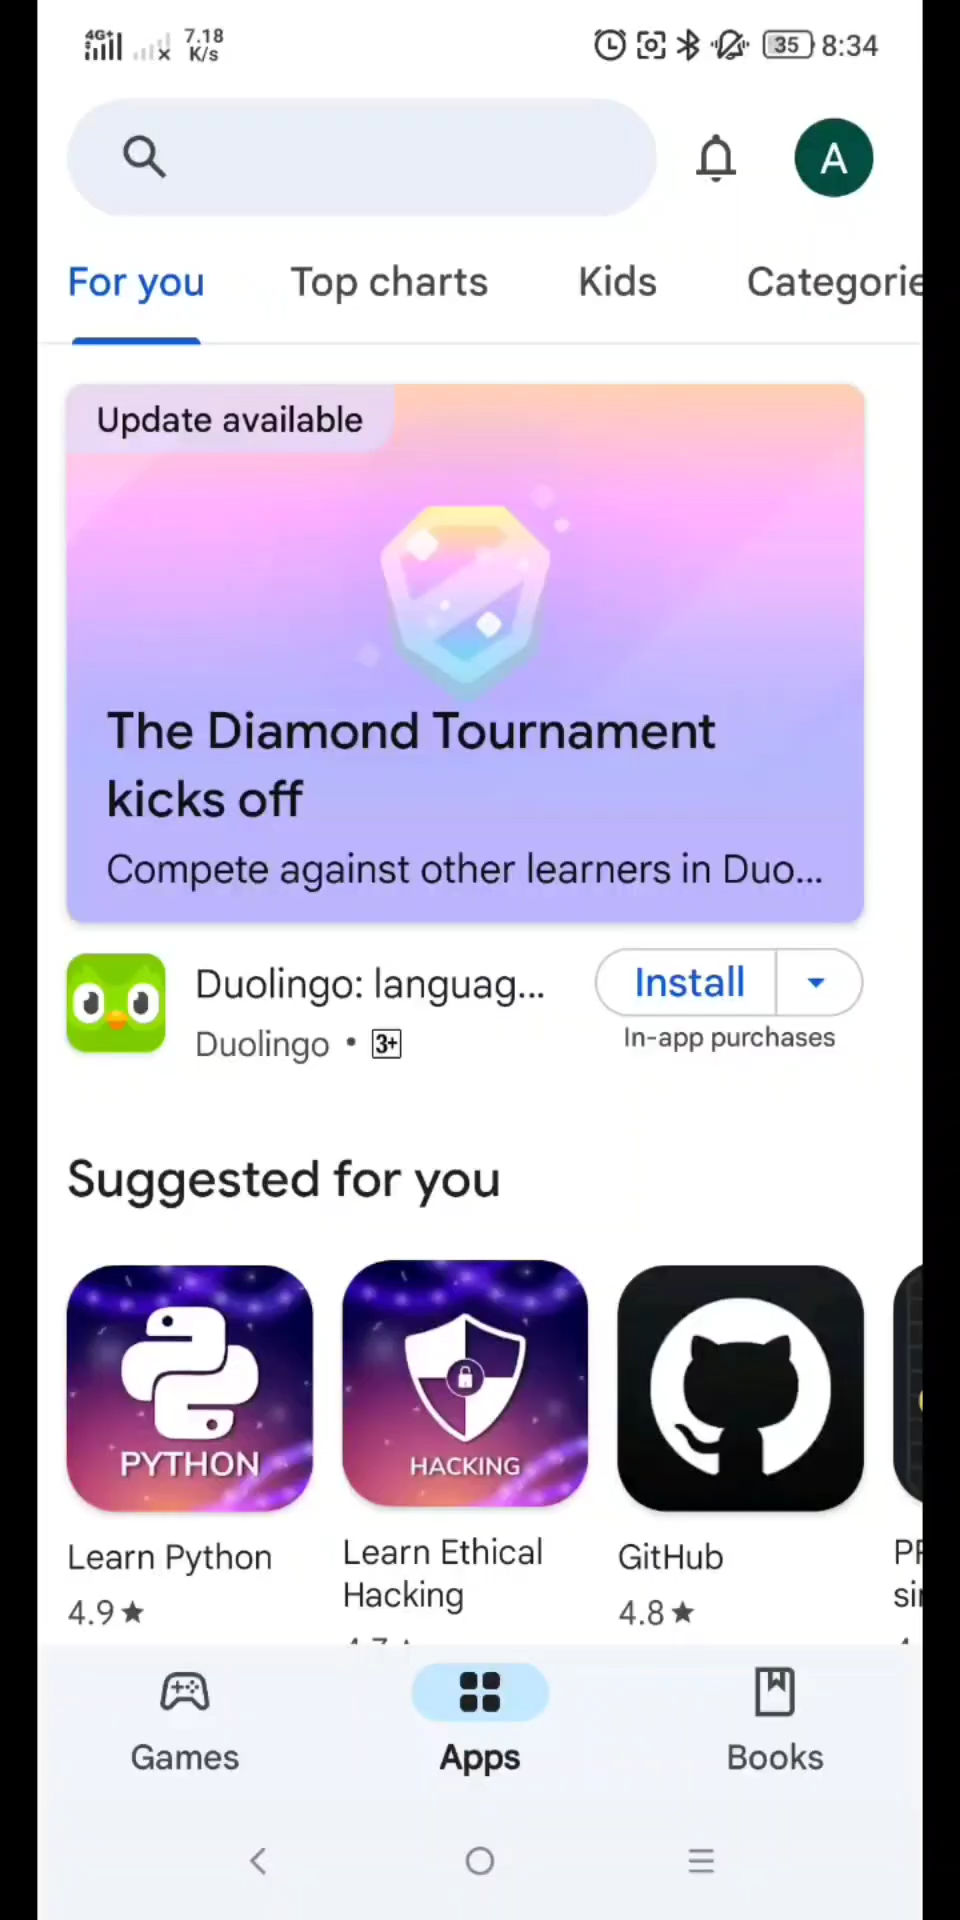 4G+ 7.18 K/s 35 8:34
A
For you Top charts Kids Categorie
Update available
The Diamond Tournament
kicks off
Compete against other learners in Duo...
Duolingo: languag... Install
Duolingo • 3+ In-app purchases
Suggested for you
PYTHON HACKING
Learn Python Learn Ethical Hacking GitHub
4.9★ 4.8★
Games Apps Books